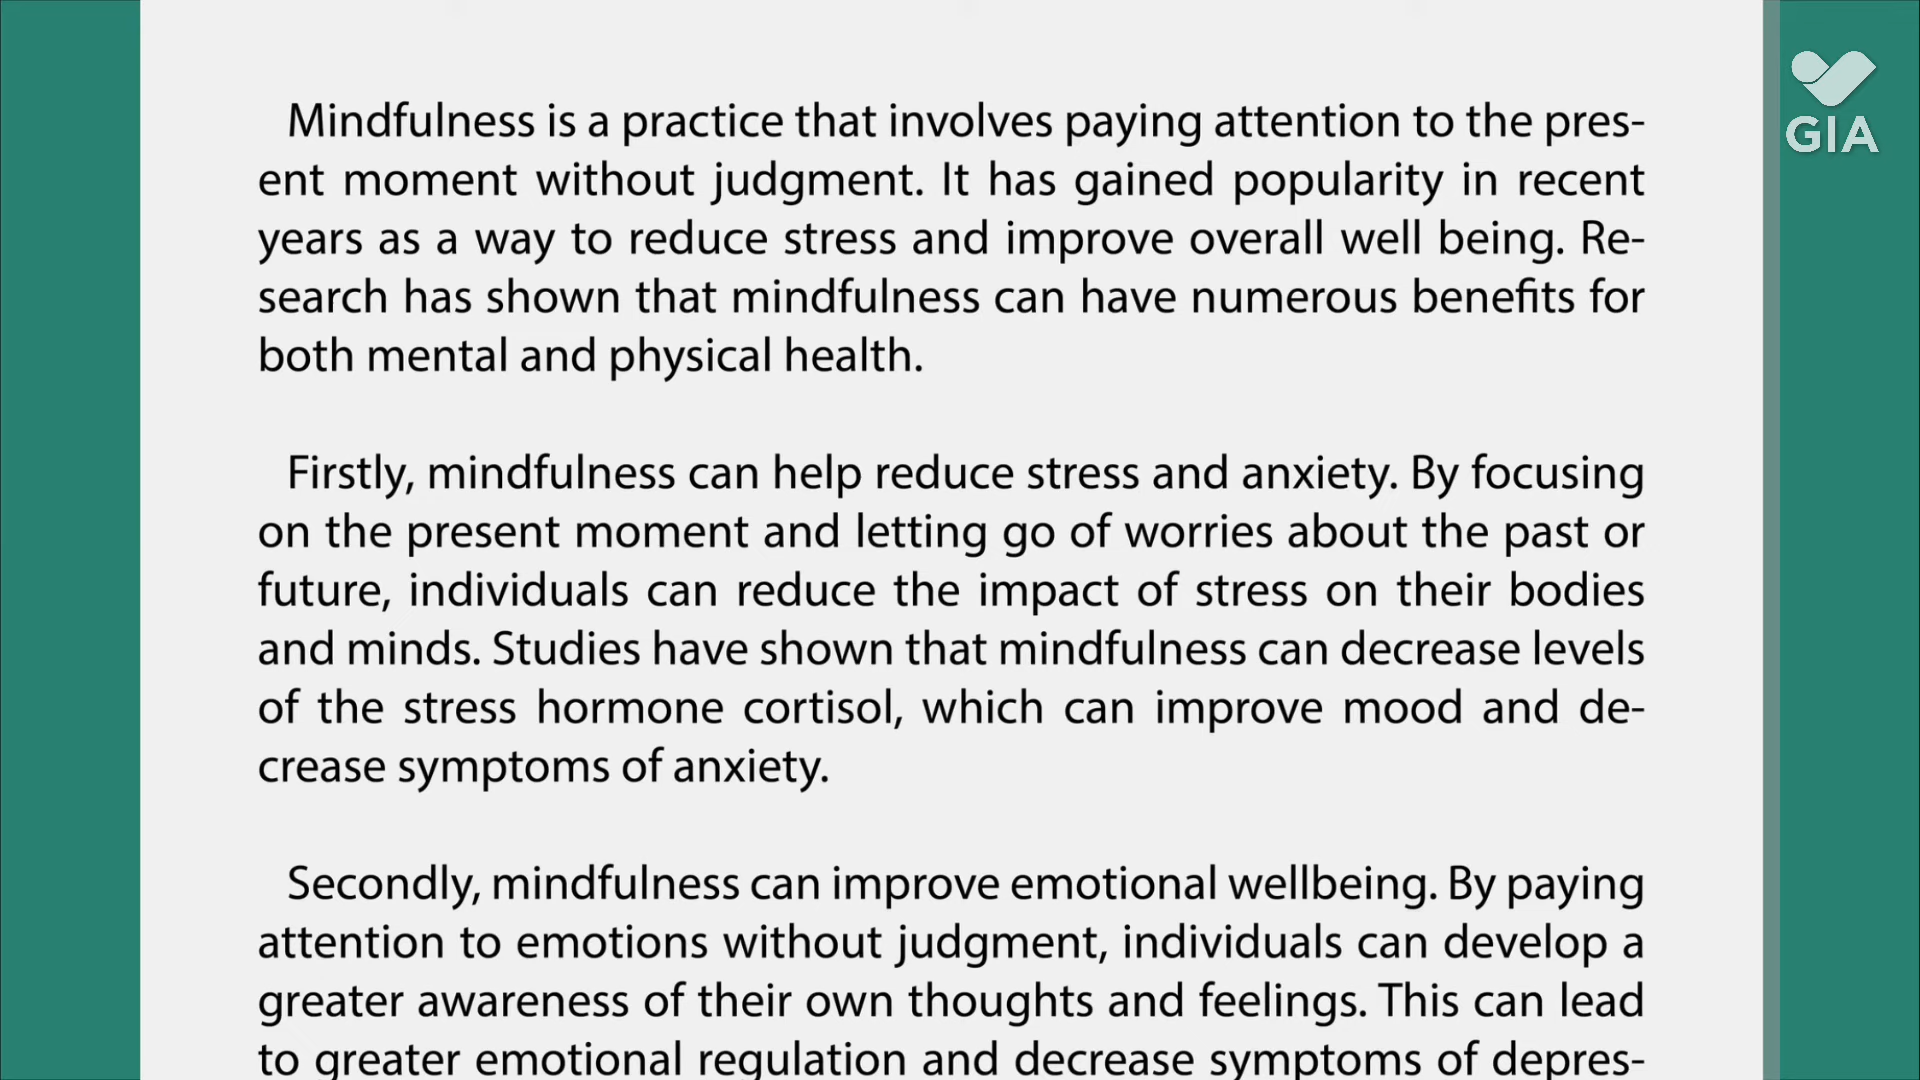 GIA
Mindfulness is a practice that involves paying attention to the pres-
ent moment without judgment. It has gained popularity in recent
years as a way to reduce stress and improve overall well being. Re-
search has shown that mindfulness can have numerous benefits for
both mental and physical health.
Firstly, mindfulness can help reduce stress and anxiety. By focusing
on the present moment and letting go of worries about the past or
future, individuals can reduce the impact of stress on their bodies
and minds. Studies have shown that mindfulness can decrease levels
of the stress hormone cortisol, which can improve mood and de-
crease symptoms of anxiety.
Secondly, mindfulness can improve emotional wellbeing. By paying
attention to emotions without judgment, individuals can develop a
greater awareness of their own thoughts and feelings. This can lead
to greater emotional regulation and decrease symptoms of depres-